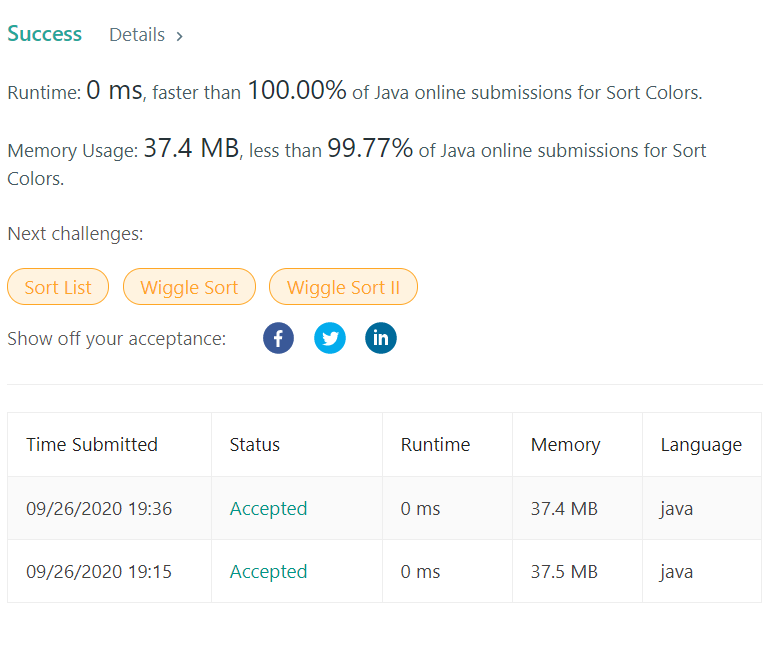 Success Details >
Runtime: 0 ms, faster than 100.00% of Java online submissions for Sort Colors.
Memory Usage: 37.4 MB, less than 99.77% of Java online submissions for Sort
Colors.
Next challenges:
Sort List Wiggle Sort Wiggle Sort II
Show off your acceptance: f in
Time Submitted Status Runtime Memory Language
09/26/2020 19:36 Accepted 0 ms 37.4 MB java
09/26/2020 19:15 Accepted 0 ms 37.5 MB java